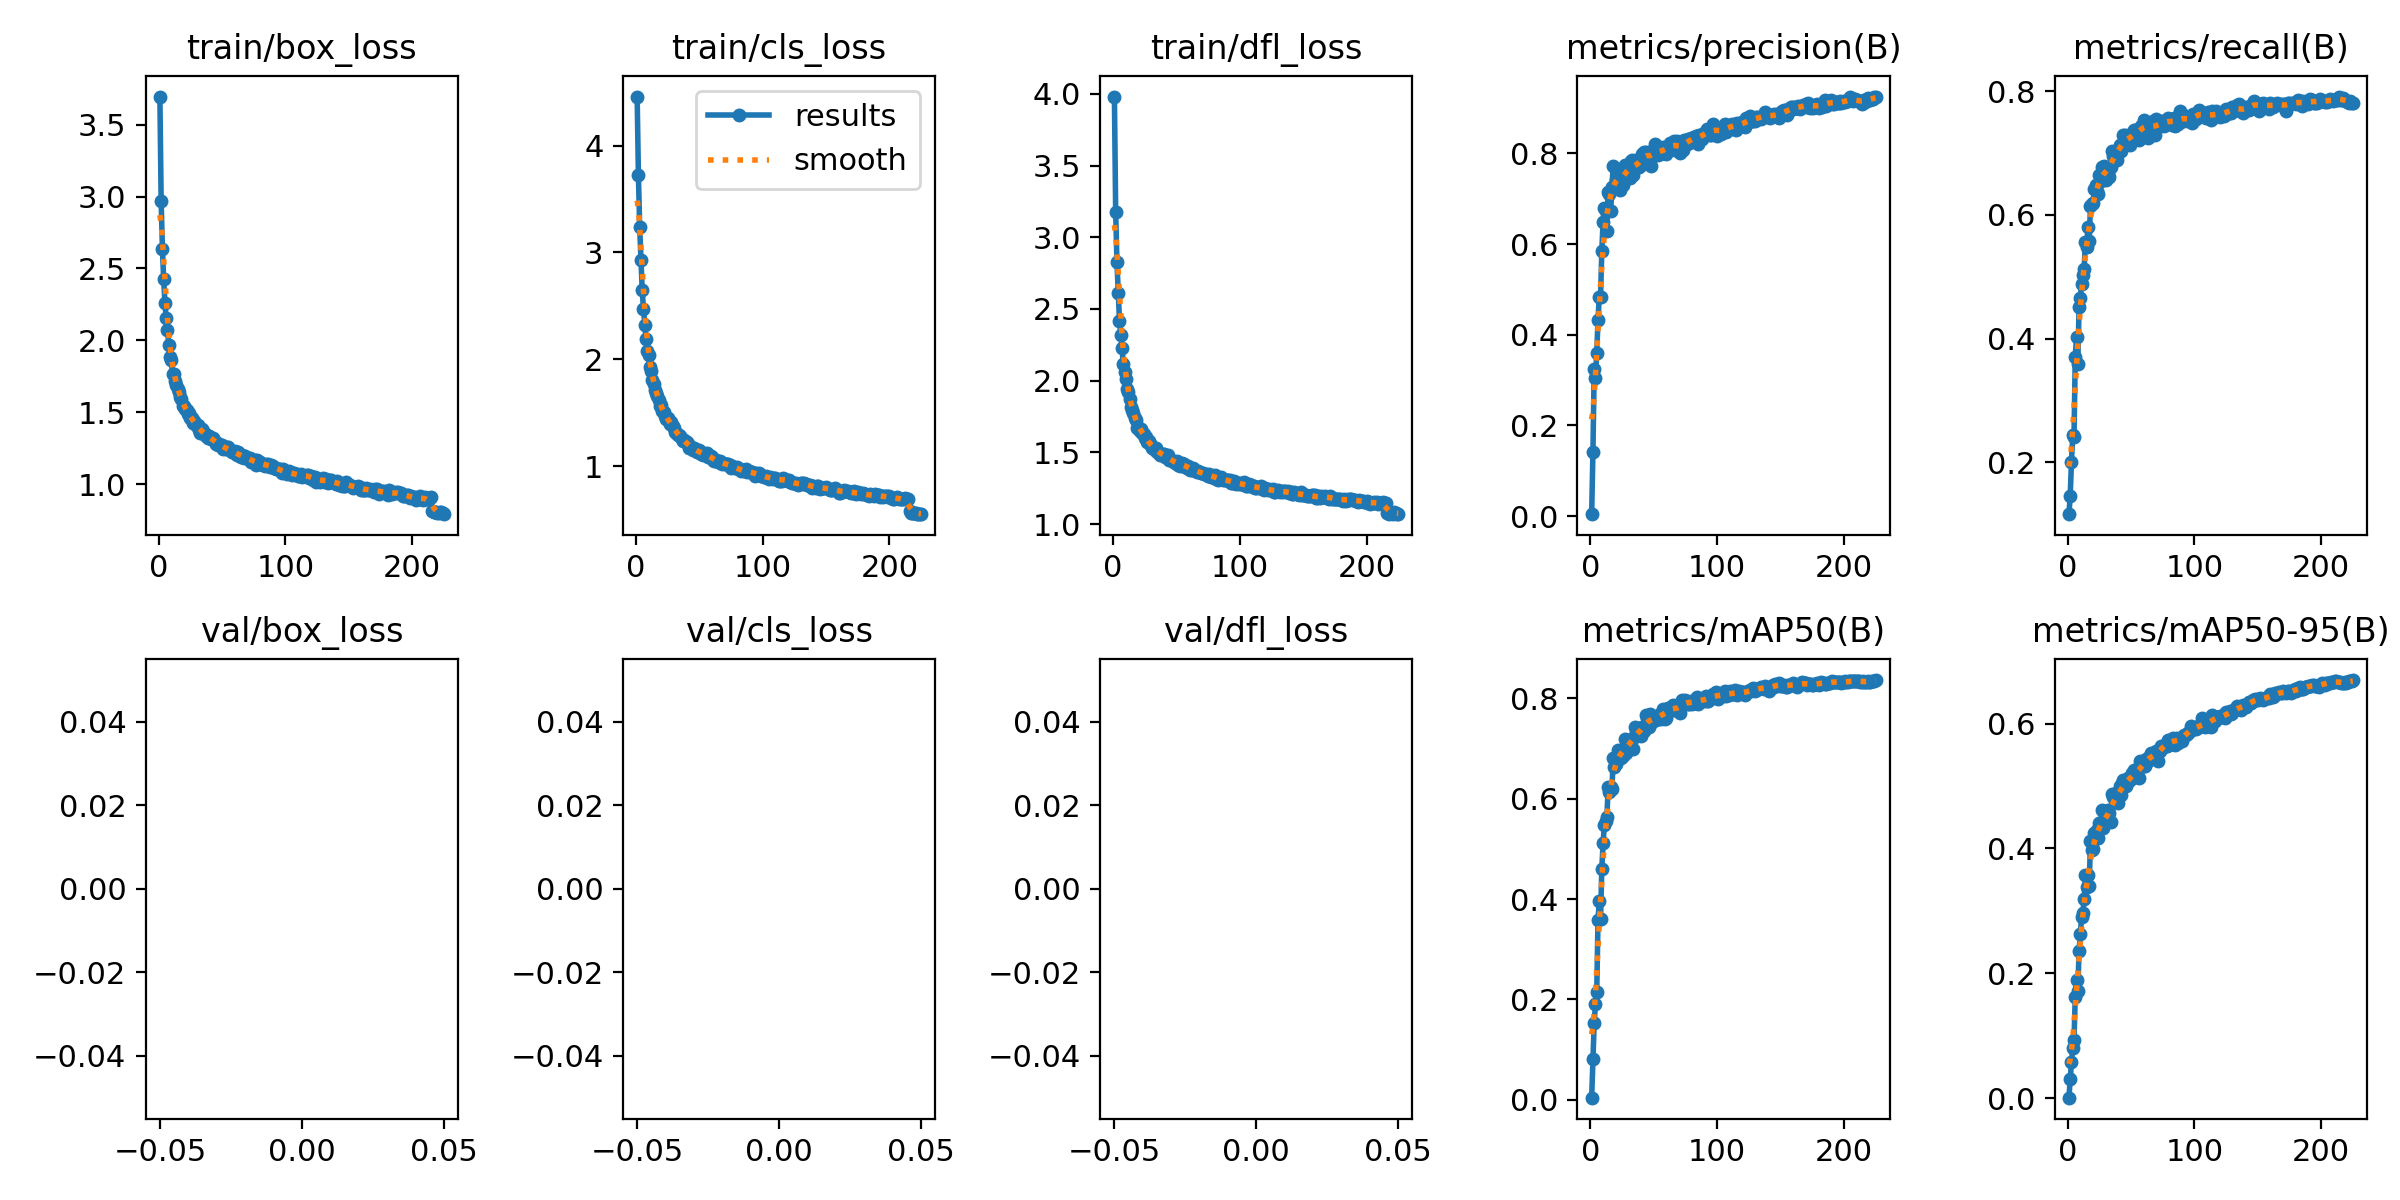 train/box_loss
train/cls_loss
train/dfl_loss
metrics/precision(B)
metrics/recall(B)
3.5
3.0
2.5
2.0
1.5
1.0
0 100 200
results
smooth
4
3
2
1
0 100 200
4.0
3.5
3.0
2.5
2.0
1.5
1.0
0 100 200
0.8
0.6
0.4
0.2
0.0
0 100 200
0.8
0.6
0.4
0.2
0 100 200
val/box_loss
val/cls_loss
val/dfl_loss
metrics/mAP50(B)
metrics/mAP50-95(B)
0.04
0.02
0.00
−0.02
−0.04
−0.05 0.00 0.05
0.04
0.02
0.00
−0.02
−0.04
−0.05 0.00 0.05
0.04
0.02
0.00
−0.02
−0.04
−0.05 0.00 0.05
0.8
0.6
0.4
0.2
0.0
0 100 200
0.6
0.4
0.2
0.0
0 100 200